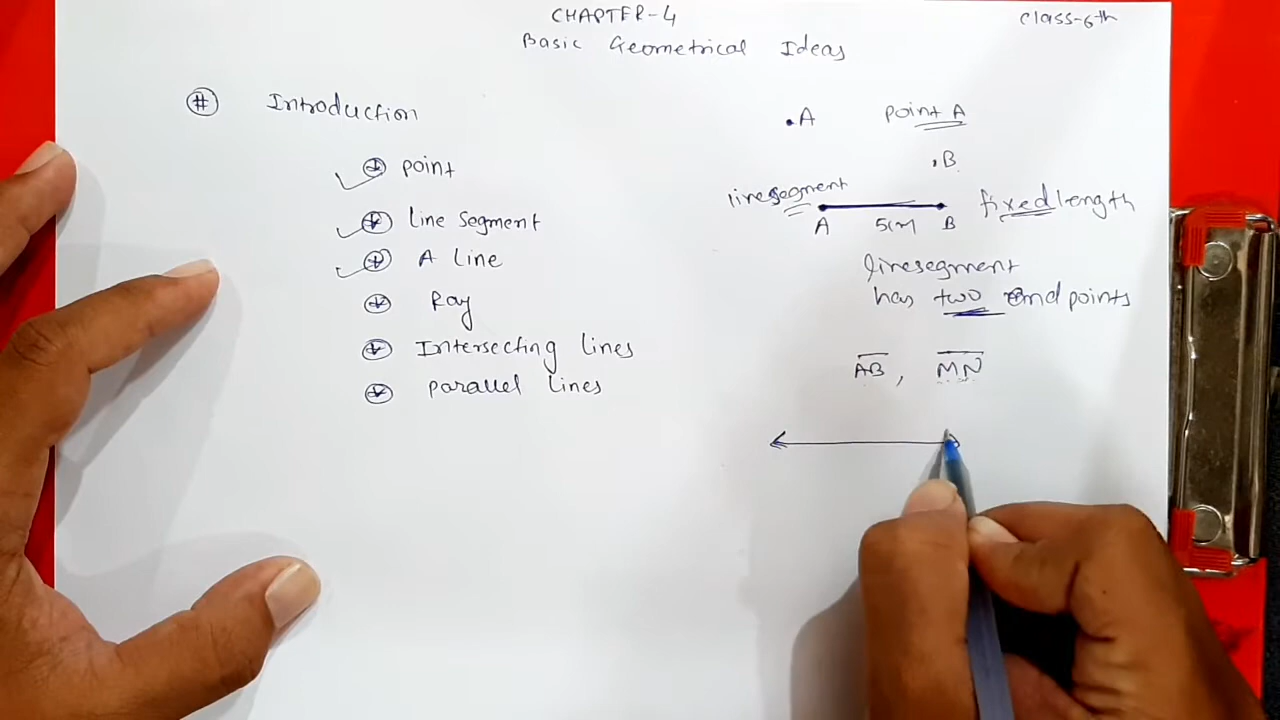 CHAPTER-4
Class-6th
Basic Geometrical Ideas
# Introduction
point
Line segment
A Line
Ray
Intersecting lines
parallel lines
.A point A
.B
linesegment
A 5cm B
fixed length
linesegment
has two end points
AB, MN